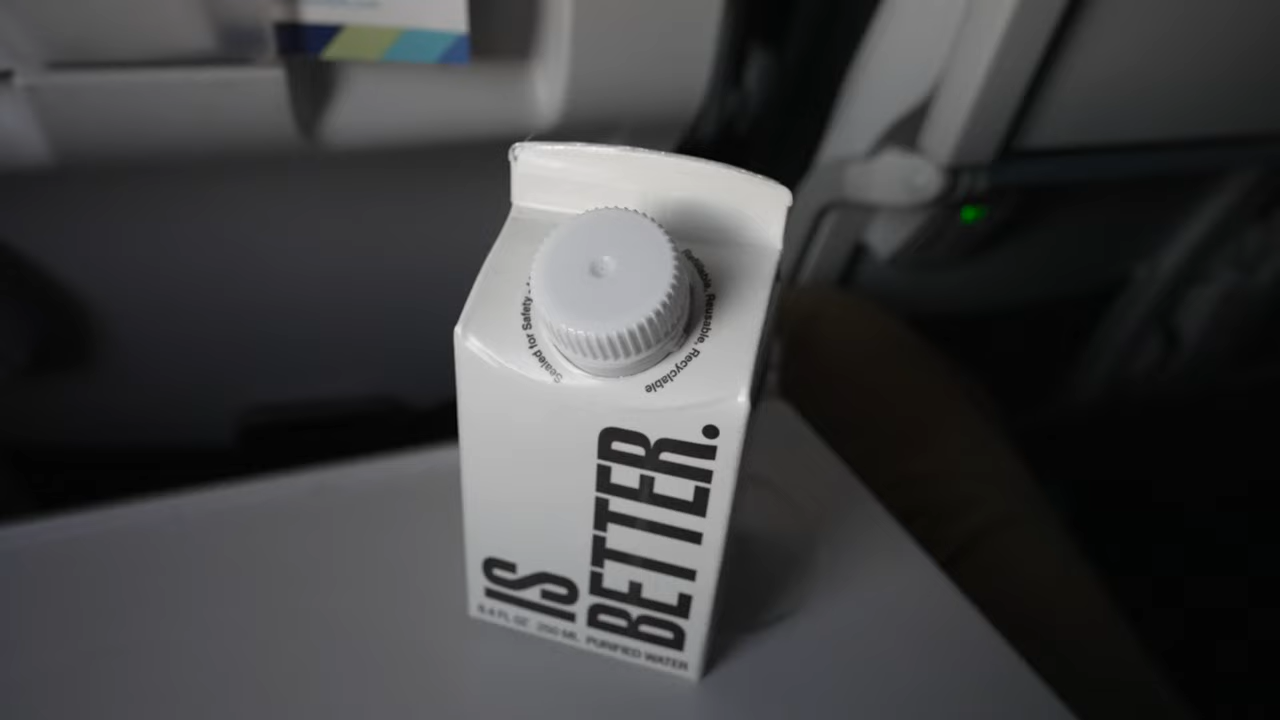 Sealed for Safety -
Refillable. Reusable. Recyclable
IS
BETTER.
8.4 FL OZ 250 ML PURIFIED WATER